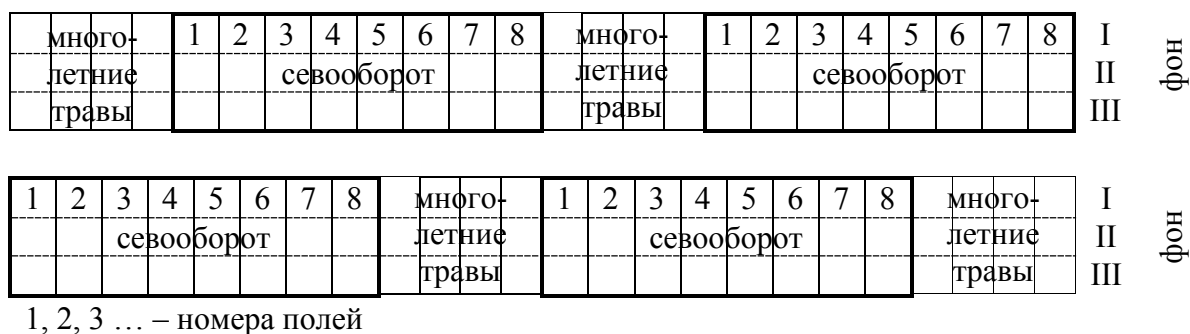 много- 1 2 3 4 5 6 7 8 много- 1 2 3 4 5 6 7 8 I
летние севооборот летние севооборот II фон
травы травы III
1 2 3 4 5 6 7 8 много- 1 2 3 4 5 6 7 8 много- I
севооборот летние севооборот летние II фон
травы травы III
1, 2, 3 … – номера полей